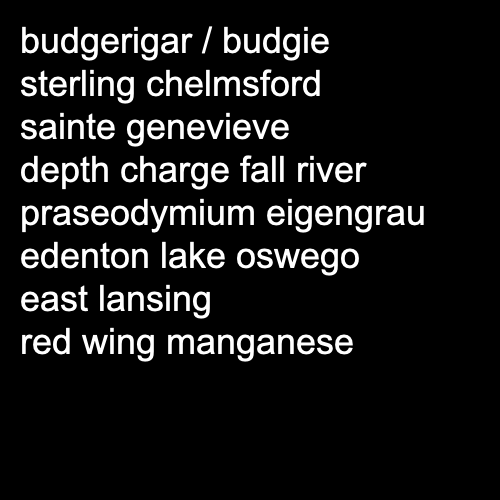 budgerigar / budgie
sterling chelmsford
sainte genevieve
depth charge fall river
praseodymium eigengrau
edenton lake oswego
east lansing
red wing manganese